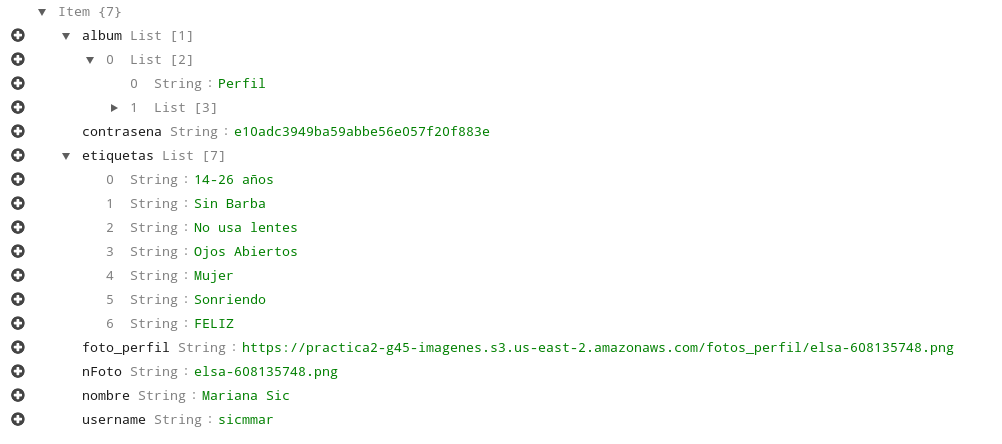 Item {7}
album List [1]
0 List [2]
0 String : Perfil
1 List [3]
contrasena String : e10adc3949ba59abbe56e057f20f883e
etiquetas List [7]
0 String : 14-26 años
1 String : Sin Barba
2 String : No usa lentes
3 String : Ojos Abiertos
4 String : Mujer
5 String : Sonriendo
6 String : FELIZ
foto_perfil String : https://practica2-g45-imagenes.s3.us-east-2.amazonaws.com/fotos_perfil/elsa-608135748.png
nFoto String : elsa-608135748.png
nombre String : Mariana Sic
username String : sicmmar